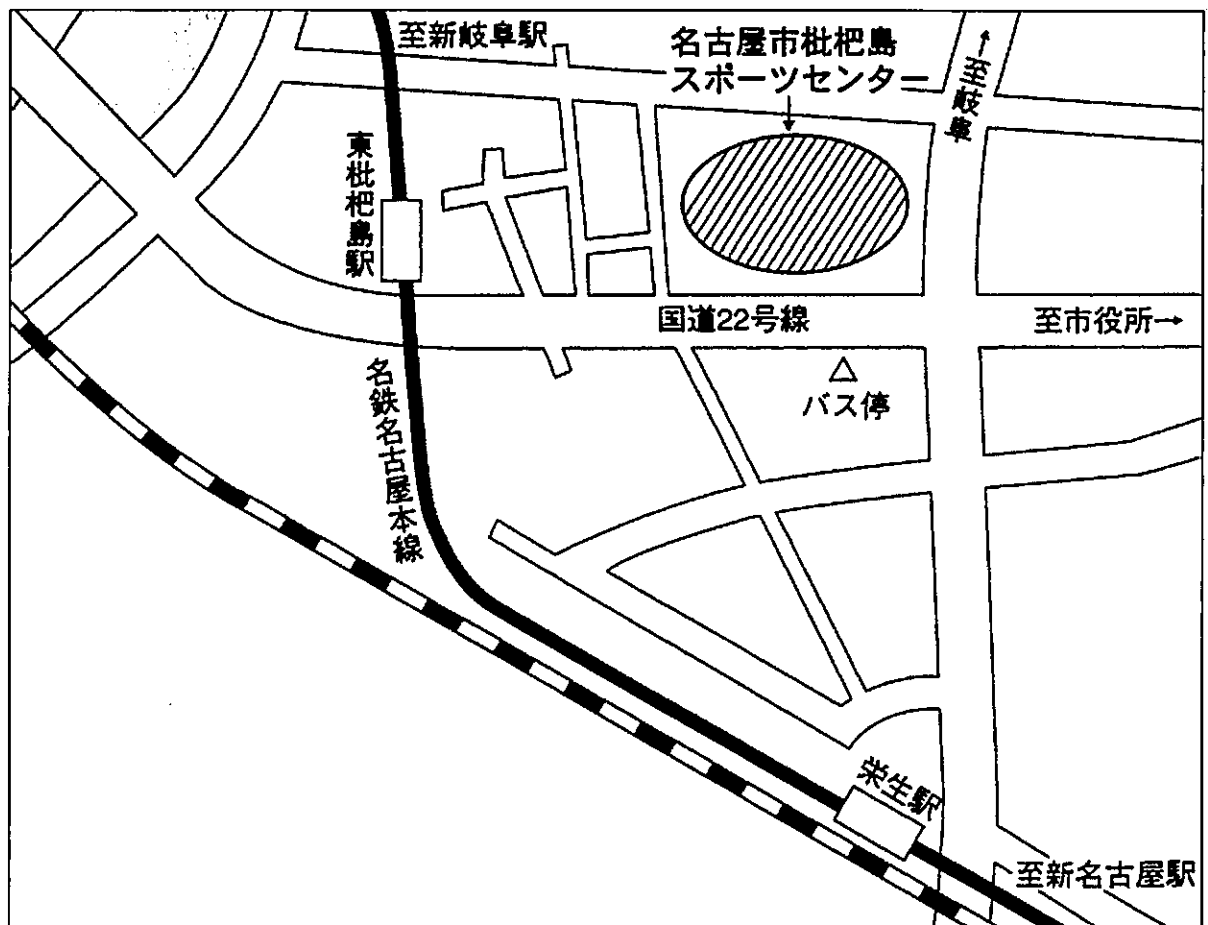 至新岐阜駅
名古屋市枇杷島
スポーツセンター
↑至岐阜
東枇杷島駅
国道22号線
至市役所→
バス停
名鉄名古屋本線
栄生駅
至新名古屋駅